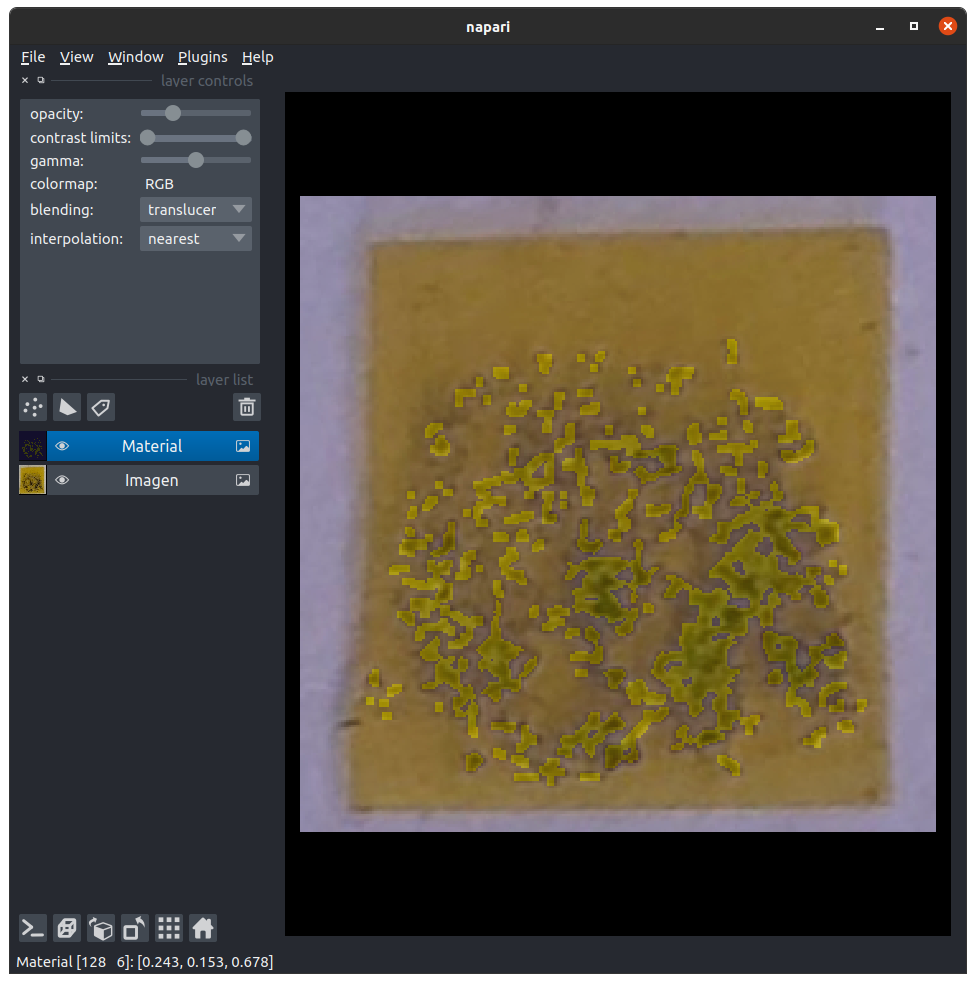 napari
File View Window Plugins Help
layer controls
opacity:
contrast limits:
gamma:
colormap: RGB
blending: translucer
interpolation: nearest
layer list
Material
Imagen
Material [128 6]: [0.243, 0.153, 0.678]